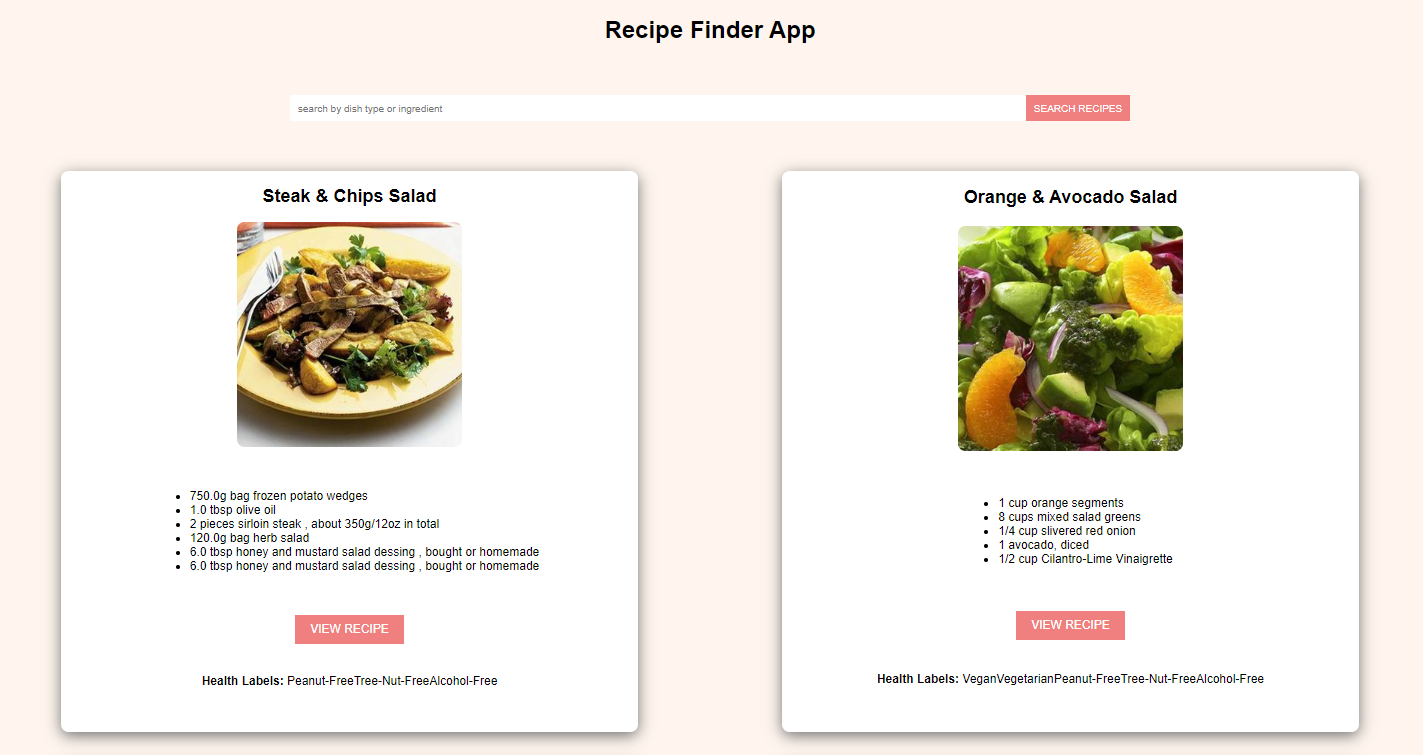 Recipe Finder App
search by dish type or ingredient
SEARCH RECIPES
Steak & Chips Salad
750.0g bag frozen potato wedges
1.0 tbsp olive oil
2 pieces sirloin steak , about 350g/12oz in total
120.0g bag herb salad
6.0 tbsp honey and mustard salad dessing , bought or homemade
6.0 tbsp honey and mustard salad dessing , bought or homemade
VIEW RECIPE
Health Labels: Peanut-FreeTree-Nut-FreeAlcohol-Free
Orange & Avocado Salad
1 cup orange segments
8 cups mixed salad greens
1/4 cup slivered red onion
1 avocado, diced
1/2 cup Cilantro-Lime Vinaigrette
VIEW RECIPE
Health Labels: VeganVegetarianPeanut-FreeTree-Nut-FreeAlcohol-Free